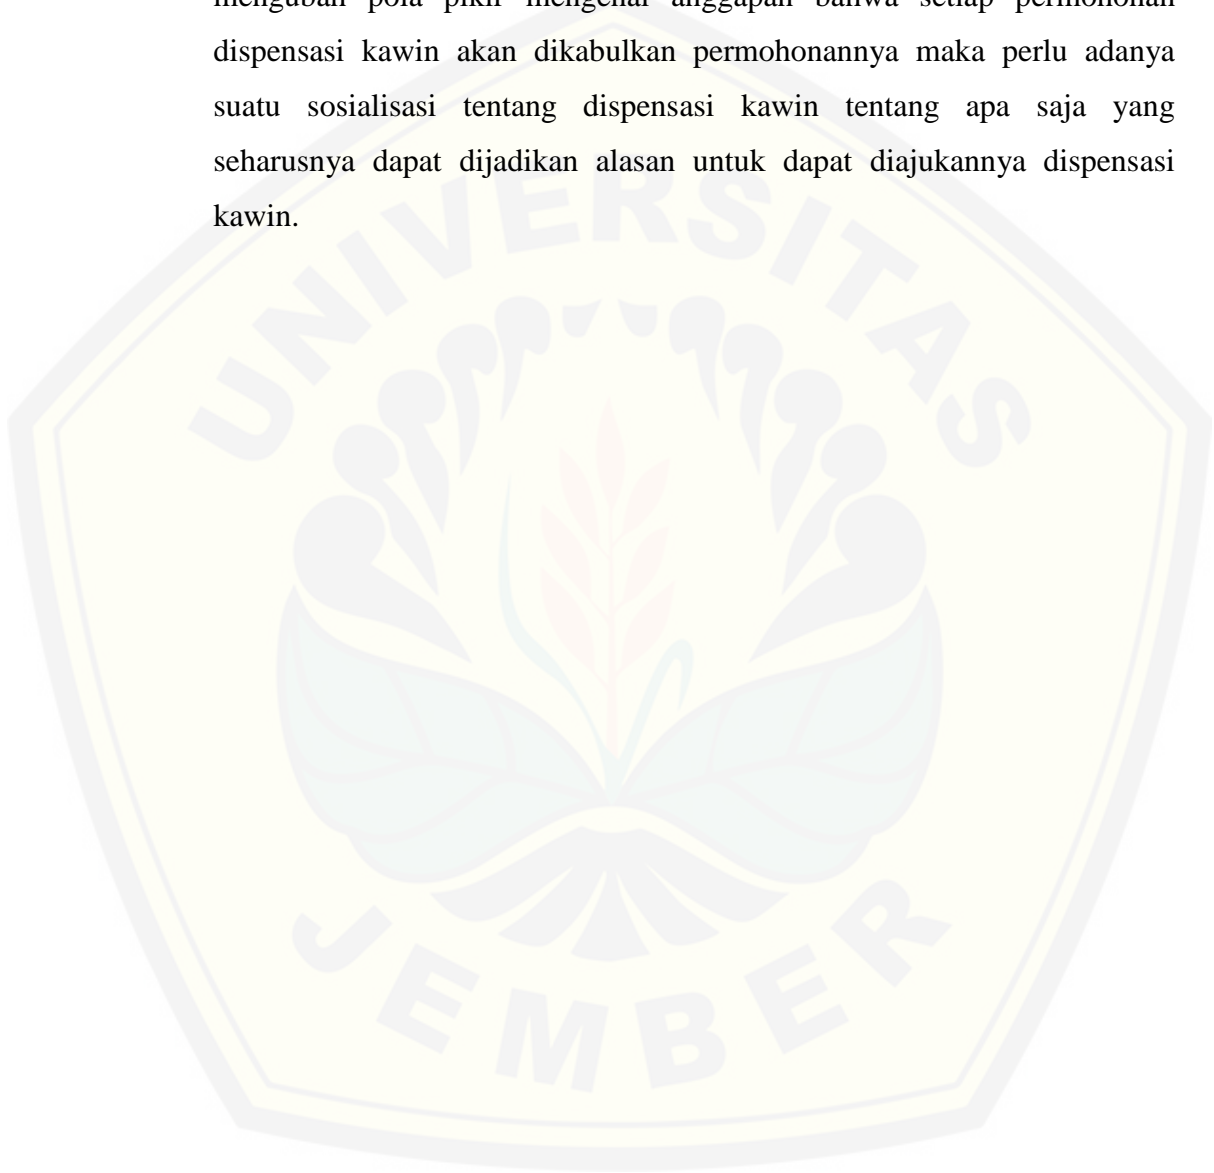 mengubah pola pikir mengenai anggapan bahwa setiap permohonan
dispensasi kawin akan dikabulkan permohonannya maka perlu adanya
suatu sosialisasi tentang dispensasi kawin tentang apa saja yang
seharusnya dapat dijadikan alasan untuk dapat diajukannya dispensasi
kawin.
UNIVERSITAS
JEMBER